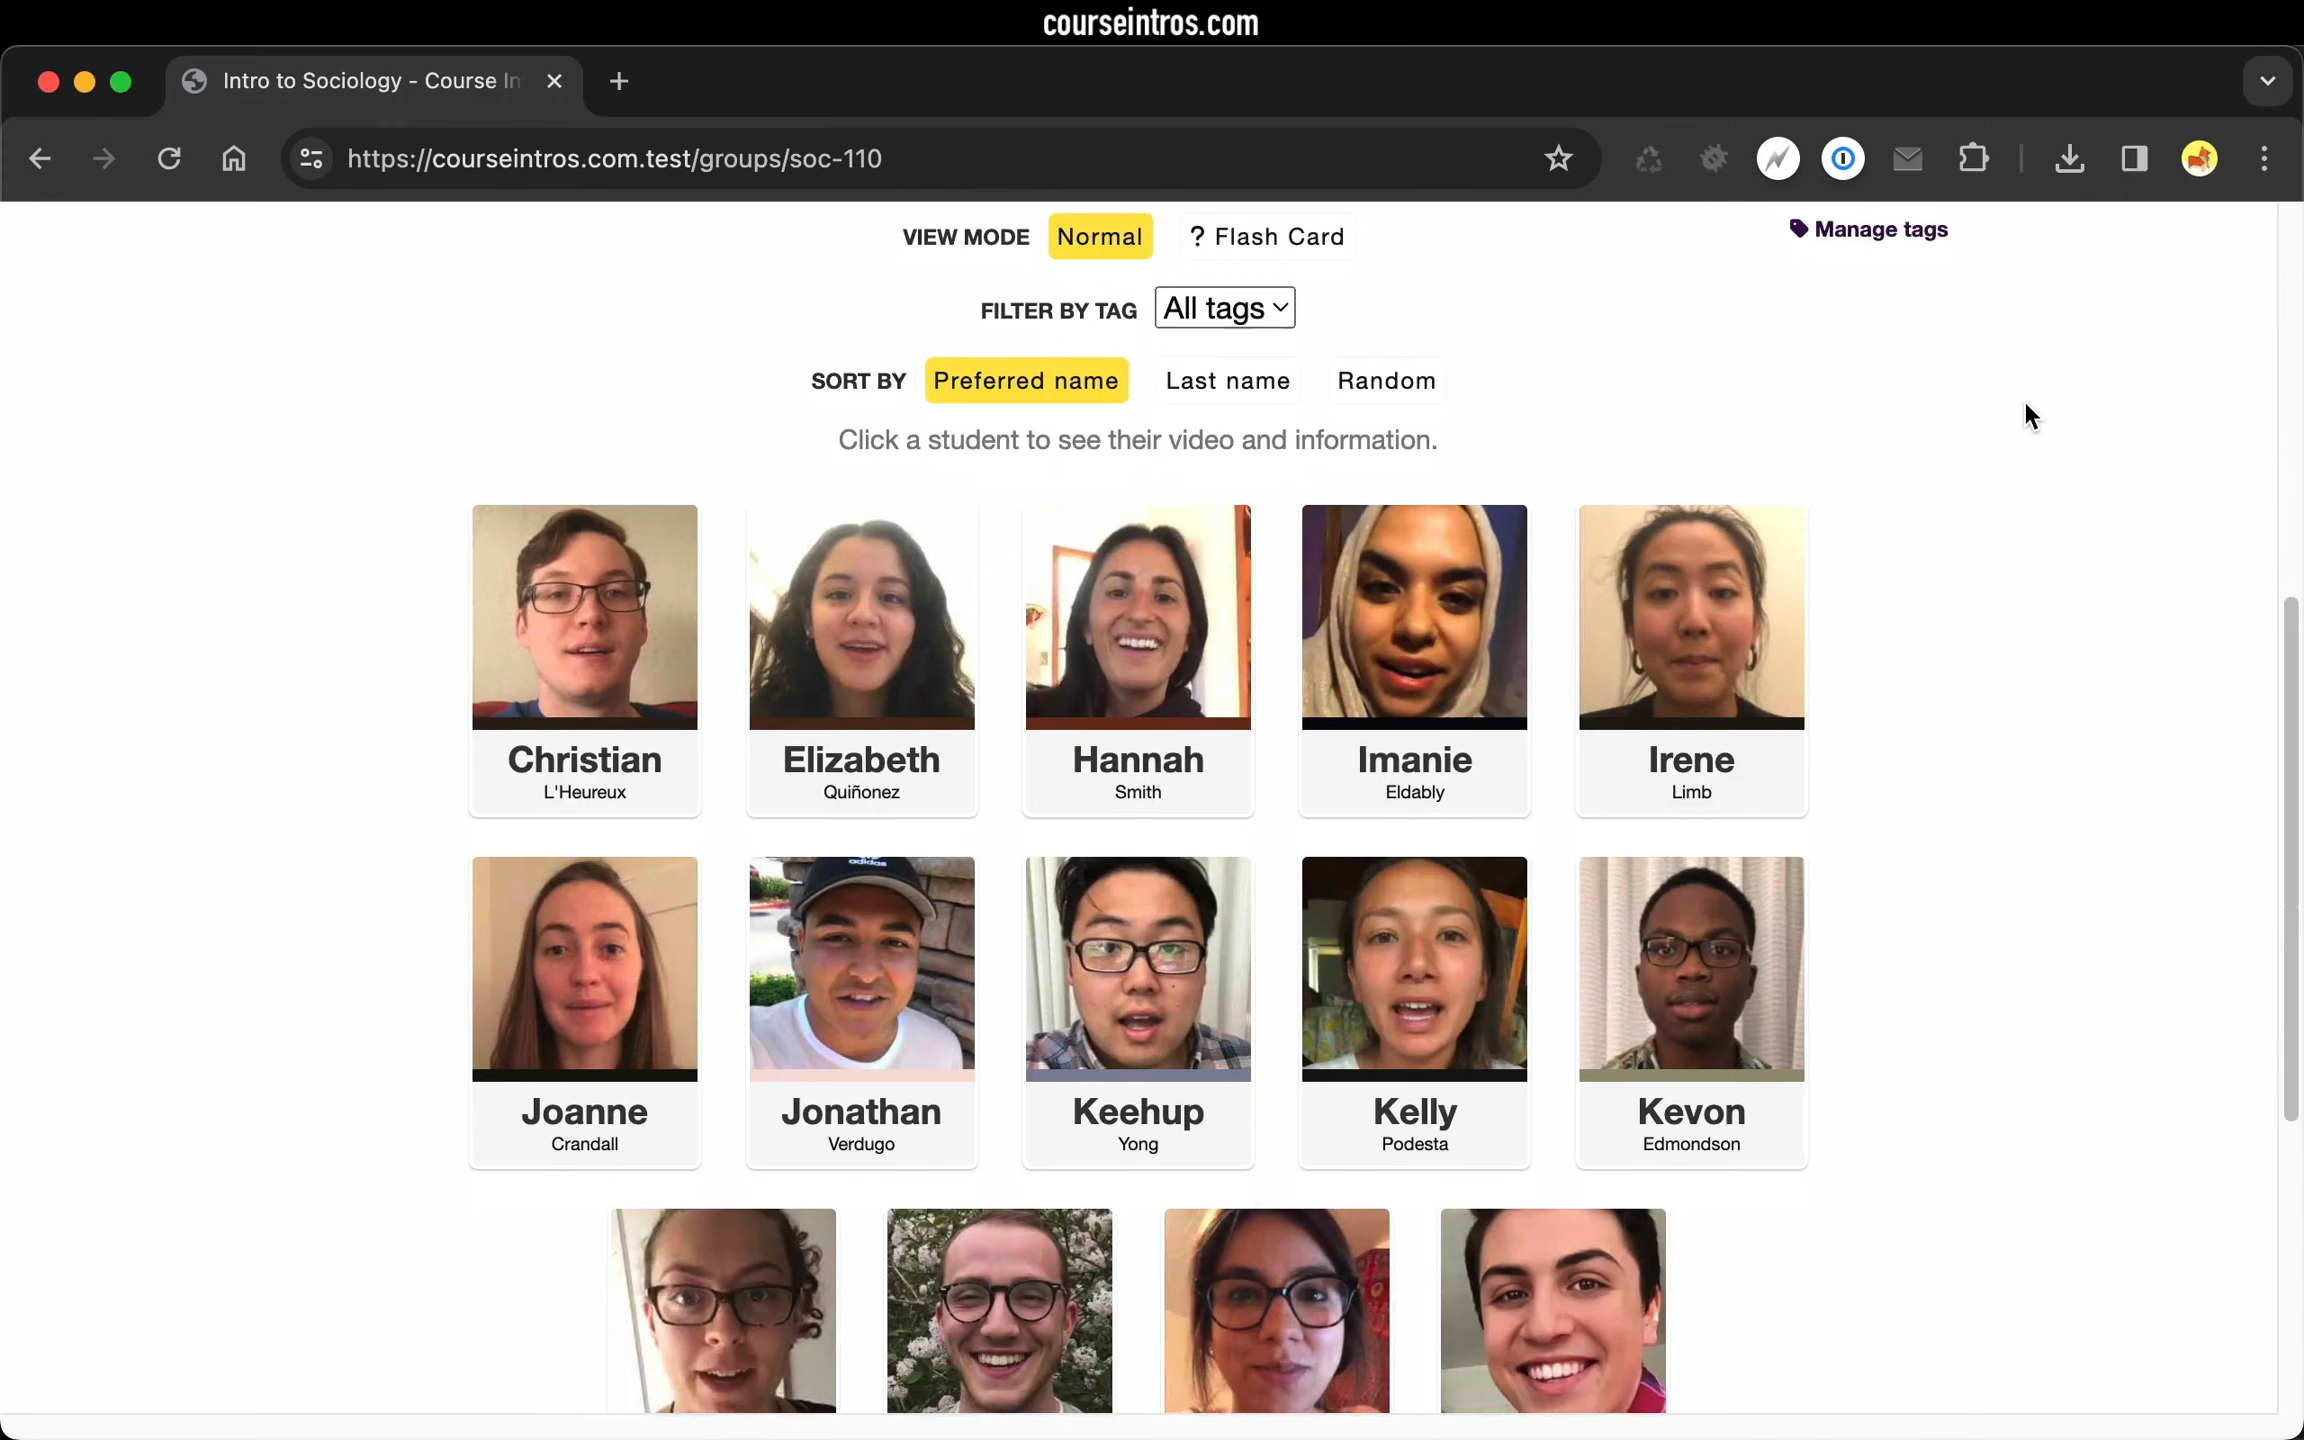 courseintros.com
Intro to Sociology - Course In
https://courseintros.com.test/groups/soc-110
VIEW MODE Normal ? Flash Card
Manage tags
FILTER BY TAG All tags
SORT BY Preferred name Last name Random
Click a student to see their video and information.
Christian Elizabeth Hannah Imanie Irene
L'Heureux Quiñonez Smith Eldably Limb
adidas
Joanne Jonathan Keehup Kelly Kevon
Crandall Verdugo Yong Podesta Edmondson